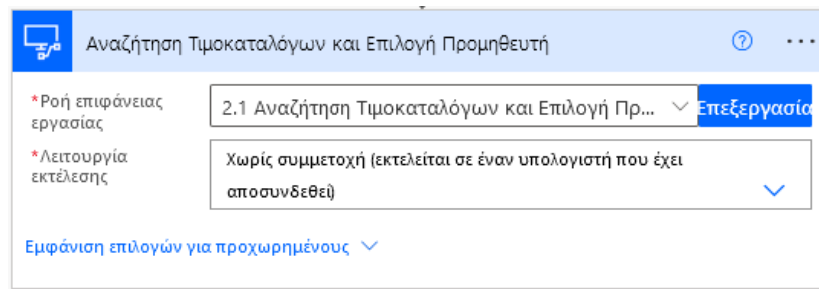 Αναζήτηση Τιμοκαταλόγων και Επιλογή Προμηθευτή
*Ροή επιφάνειας εργασίας
2.1 Αναζήτηση Τιμοκαταλόγων και Επιλογή Πρ...
Επεξεργασία
*Λειτουργία εκτέλεσης
Χωρίς συμμετοχή (εκτελείται σε έναν υπολογιστή που έχει
αποσυνδεθεί)
Εμφάνιση επιλογών για προχωρημένους